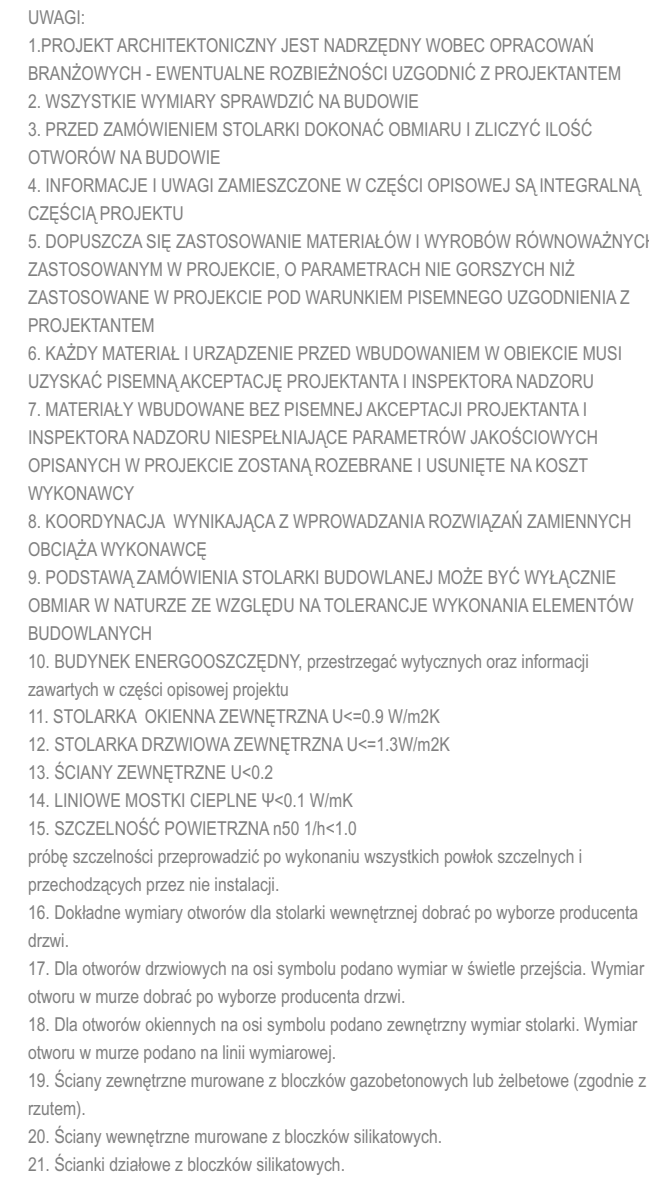 UWAGI:
1.PROJEKT ARCHITEKTONICZNY JEST NADRZĘDNY WOBEC OPRACOWAŃ
BRANŻOWYCH - EWENTUALNE ROZBIEŻNOŚCI UZGODNIĆ Z PROJEKTANTEM
2. WSZYSTKIE WYMIARY SPRAWDZIĆ NA BUDOWIE
3. PRZED ZAMÓWIENIEM STOLARKI DOKONAĆ OBMIARU I ZLICZYĆ ILOŚĆ
OTWORÓW NA BUDOWIE
4. INFORMACJE I UWAGI ZAMIESZCZONE W CZĘŚCI OPISOWEJ SĄ INTEGRALNĄ
CZĘŚCIĄ PROJEKTU
5. DOPUSZCZA SIĘ ZASTOSOWANIE MATERIAŁÓW I WYROBÓW RÓWNOWAŻNYCH
ZASTOSOWANYM W PROJEKCIE, O PARAMETRACH NIE GORSZYCH NIŻ
ZASTOSOWANE W PROJEKCIE POD WARUNKIEM PISEMNEGO UZGODNIENIA Z
PROJEKTANTEM
6. KAŻDY MATERIAŁ I URZĄDZENIE PRZED WBUDOWANIEM W OBIEKCIE MUSI
UZYSKAĆ PISEMNĄ AKCEPTACJĘ PROJEKTANTA I INSPEKTORA NADZORU
7. MATERIAŁY WBUDOWANE BEZ PISEMNEJ AKCEPTACJI PROJEKTANTA I
INSPEKTORA NADZORU NIESPEŁNIAJĄCE PARAMETRÓW JAKOŚCIOWYCH
OPISANYCH W PROJEKCIE ZOSTANĄ ROZEBRANE I USUNIĘTE NA KOSZT
WYKONAWCY
8. KOORDYNACJA  WYNIKAJĄCA Z WPROWADZANIA ROZWIĄZAŃ ZAMIENNYCH
OBCIĄŻA WYKONAWCĘ
9. PODSTAWĄ ZAMÓWIENIA STOLARKI BUDOWLANEJ MOŻE BYĆ WYŁĄCZNIE
OBMIAR W NATURZE ZE WZGLĘDU NA TOLERANCJE WYKONANIA ELEMENTÓW
BUDOWLANYCH
10. BUDYNEK ENERGOOSZCZĘDNY, przestrzegać wytycznych oraz informacji
zawartych w części opisowej projektu
11. STOLARKA  OKIENNA ZEWNĘTRZNA U<=0.9 W/m2K
12. STOLARKA DRZWIOWA ZEWNĘTRZNA U<=1.3W/m2K
13. ŚCIANY ZEWNĘTRZNE U<0.2
14. LINIOWE MOSTKI CIEPLNE Ψ<0.1 W/mK
15. SZCZELNOŚĆ POWIETRZNA n50 1/h<1.0
próbę szczelności przeprowadzić po wykonaniu wszystkich powłok szczelnych i
przechodzących przez nie instalacji.
16. Dokładne wymiary otworów dla stolarki wewnętrznej dobrać po wyborze producenta
drzwi.
17. Dla otworów drzwiowych na osi symbolu podano wymiar w świetle przejścia. Wymiar
otworu w murze dobrać po wyborze producenta drzwi.
18. Dla otworów okiennych na osi symbolu podano zewnętrzny wymiar stolarki. Wymiar
otworu w murze podano na linii wymiarowej.
19. Ściany zewnętrzne murowane z bloczków gazobetonowych lub żelbetowe (zgodnie z
rzutem).
20. Ściany wewnętrzne murowane z bloczków silikatowych.
21. Ścianki działowe z bloczków silikatowych.